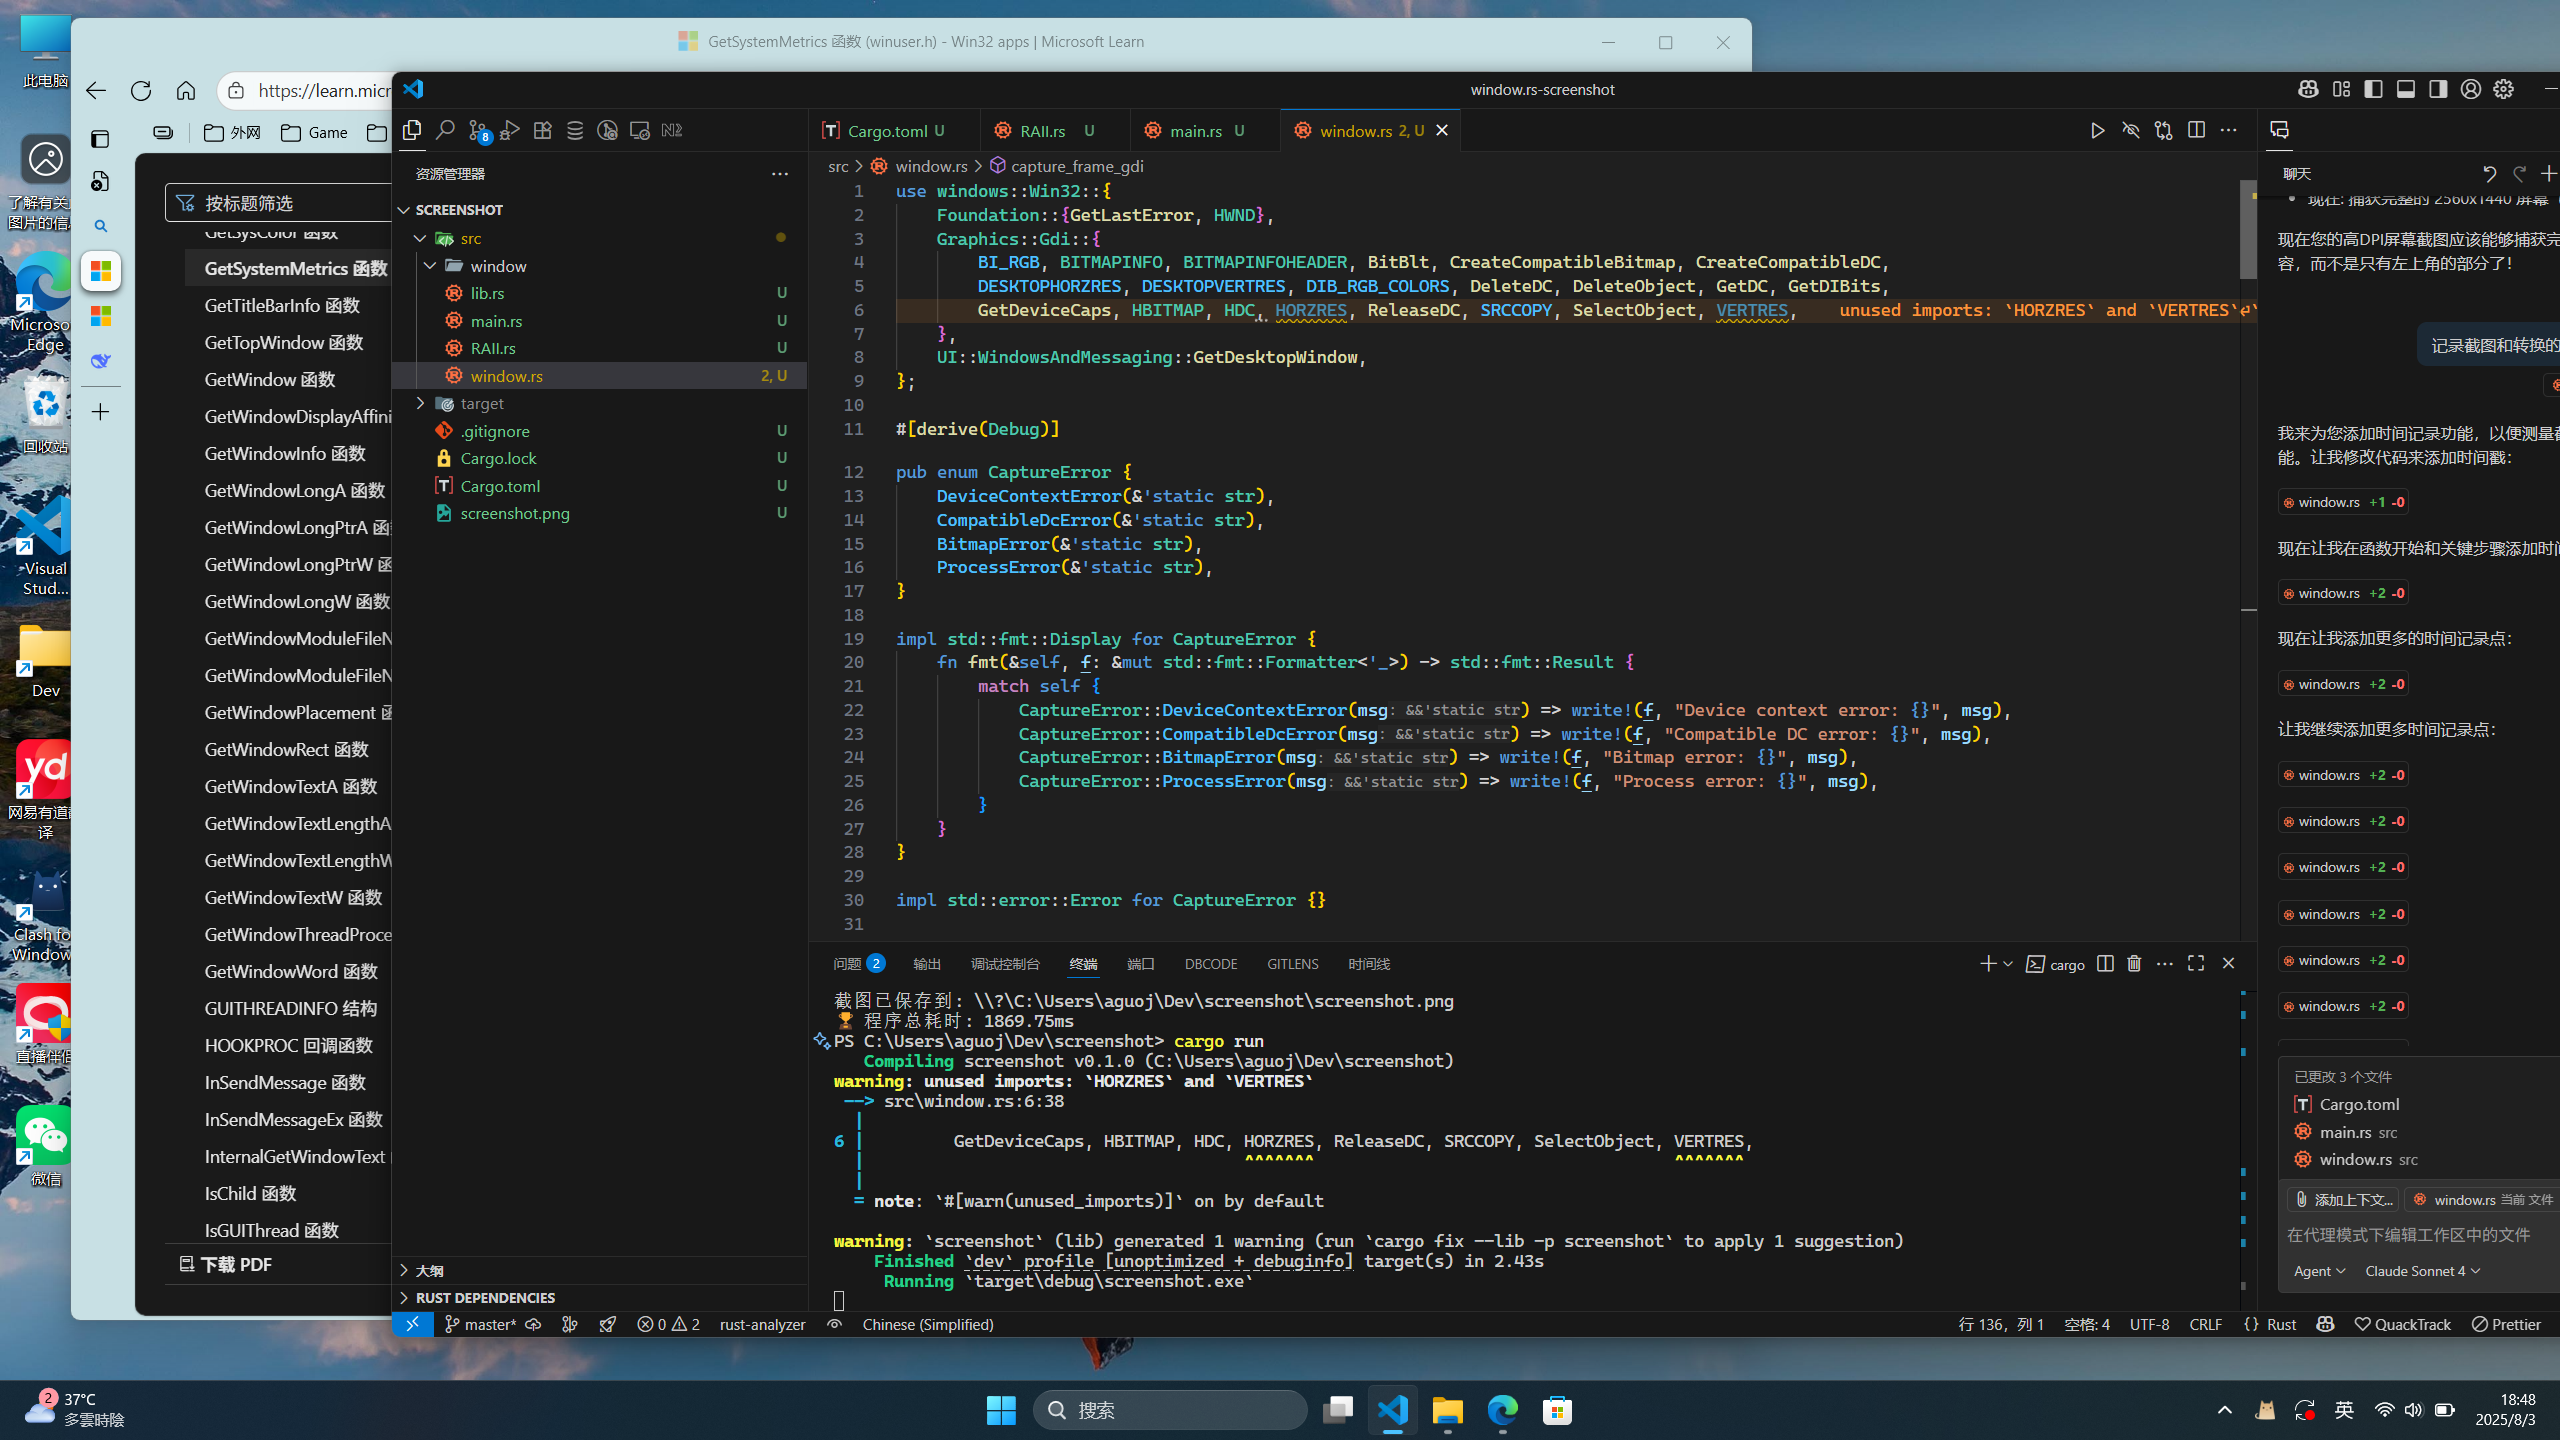 此电脑
了解有关此
图片的信息
Microso
Edge
回收站
Visual
Stud...
Dev
网易有道翻
译
Clash fo
Window
直播伴侣
微信
GetSystemMetrics 函数 (winuser.h) - Win32 apps | Microsoft Learn
https://learn.micr
外网
Game
按标题筛选
GetSysColor 函数
GetSystemMetrics 函数
GetTitleBarInfo 函数
GetTopWindow 函数
GetWindow 函数
GetWindowDisplayAffini
GetWindowInfo 函数
GetWindowLongA 函数
GetWindowLongPtrA 函
GetWindowLongPtrW 函
GetWindowLongW 函数
GetWindowModuleFileN
GetWindowModuleFileN
GetWindowPlacement 函
GetWindowRect 函数
GetWindowTextA 函数
GetWindowTextLengthA
GetWindowTextLengthW
GetWindowTextW 函数
GetWindowThreadProce
GetWindowWord 函数
GUITHREADINFO 结构
HOOKPROC 回调函数
InSendMessage 函数
InSendMessageEx 函数
InternalGetWindowText
IsChild 函数
IsGUIThread 函数
下载 PDF
window.rs-screenshot
8
资源管理器
SCREENSHOT
src
window
lib.rs U
main.rs U
RAII.rs U
window.rs 2, U
target
.gitignore U
Cargo.lock U
Cargo.toml U
screenshot.png U
大纲
RUST DEPENDENCIES
Cargo.toml U
RAII.rs U
main.rs U
window.rs 2, U
src > window.rs > capture_frame_gdi
1 use windows::Win32::{
2 Foundation::{GetLastError, HWND},
3 Graphics::Gdi::{
4 BI_RGB, BITMAPINFO, BITMAPINFOHEADER, BitBlt, CreateCompatibleBitmap, CreateCompatibleDC,
5 DESKTOPHORZRES, DESKTOPVERTRES, DIB_RGB_COLORS, DeleteDC, DeleteObject, GetDC, GetDIBits,
6 GetDeviceCaps, HBITMAP, HDC, HORZRES, ReleaseDC, SRCCOPY, SelectObject, VERTRES, unused imports: `HORZRES` and `VERTRES`↵`
7 },
8 UI::WindowsAndMessaging::GetDesktopWindow,
9 };
10
11 #[derive(Debug)]
12 pub enum CaptureError {
13 DeviceContextError(&'static str),
14 CompatibleDcError(&'static str),
15 BitmapError(&'static str),
16 ProcessError(&'static str),
17 }
18
19 impl std::fmt::Display for CaptureError {
20 fn fmt(&self, f: &mut std::fmt::Formatter<'_>) -> std::fmt::Result {
21 match self {
22 CaptureError::DeviceContextError(msg: &&'static str) => write!(f, "Device context error: {}", msg),
23 CaptureError::CompatibleDcError(msg: &&'static str) => write!(f, "Compatible DC error: {}", msg),
24 CaptureError::BitmapError(msg: &&'static str) => write!(f, "Bitmap error: {}", msg),
25 CaptureError::ProcessError(msg: &&'static str) => write!(f, "Process error: {}", msg),
26 }
27 }
28 }
29
30 impl std::error::Error for CaptureError {}
31
问题 2 输出 调试控制台 终端 端口 DBCODE GITLENS 时间线
cargo
截图已保存到: \\?\C:\Users\aguoj\Dev\screenshot\screenshot.png
🏆 程序总耗时: 1869.75ms
PS C:\Users\aguoj\Dev\screenshot> cargo run
Compiling screenshot v0.1.0 (C:\Users\aguoj\Dev\screenshot)
warning: unused imports: `HORZRES` and `VERTRES`
--> src\window.rs:6:38
|
6 | GetDeviceCaps, HBITMAP, HDC, HORZRES, ReleaseDC, SRCCOPY, SelectObject, VERTRES,
| ^^^^^^^ ^^^^^^^
|
= note: `#[warn(unused_imports)]` on by default
warning: `screenshot` (lib) generated 1 warning (run `cargo fix --lib -p screenshot` to apply 1 suggestion)
Finished `dev` profile [unoptimized + debuginfo] target(s) in 2.43s
Running `target\debug\screenshot.exe`
聊天
现在: 捕获完整的 2560x1440 屏幕
现在您的高DPI屏幕截图应该能够捕获完
容，而不是只有左上角的部分了！
记录截图和转换的
我来为您添加时间记录功能，以便测量截
能。让我修改代码来添加时间戳：
window.rs +1 -0
现在让我在函数开始和关键步骤添加时间
window.rs +2 -0
现在让我添加更多的时间记录点：
window.rs +2 -0
让我继续添加更多时间记录点：
window.rs +2 -0
window.rs +2 -0
window.rs +2 -0
window.rs +2 -0
window.rs +2 -0
window.rs +2 -0
已更改 3 个文件
Cargo.toml
main.rs src
window.rs src
添加上下文...
window.rs 当前 文件
在代理模式下编辑工作区中的文件
Agent
Claude Sonnet 4
master*
0 2
rust-analyzer
Chinese (Simplified)
行 136，列 1
空格: 4
UTF-8
CRLF
{} Rust
QuackTrack
Prettier
2
37°C
多雲時陰
搜索
英
18:48
2025/8/3